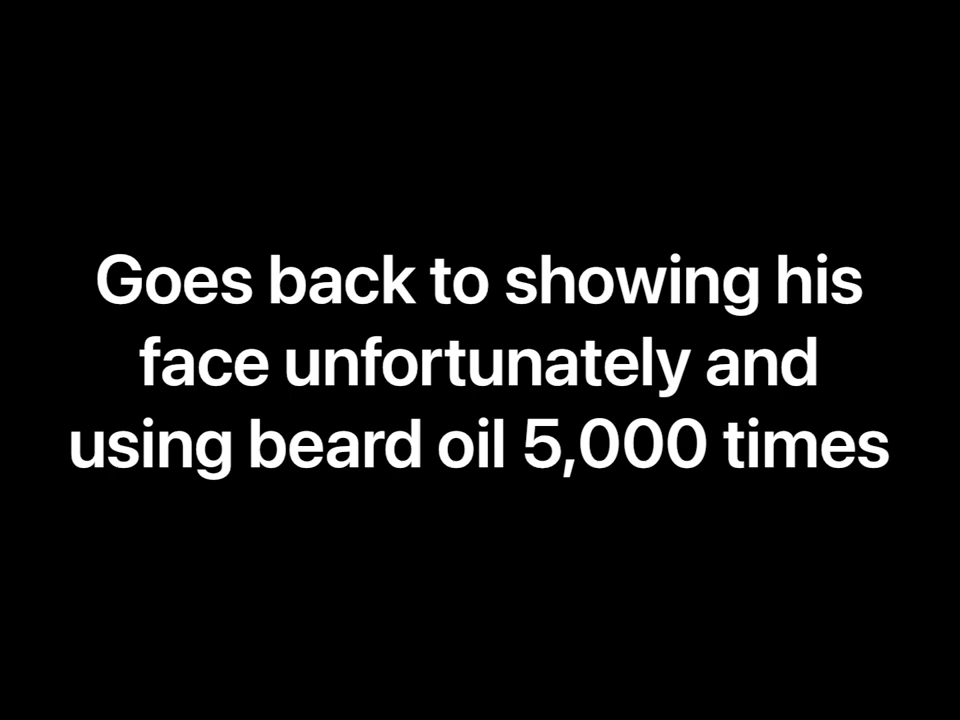 Goes back to showing his
face unfortunately and
using beard oil 5,000 times